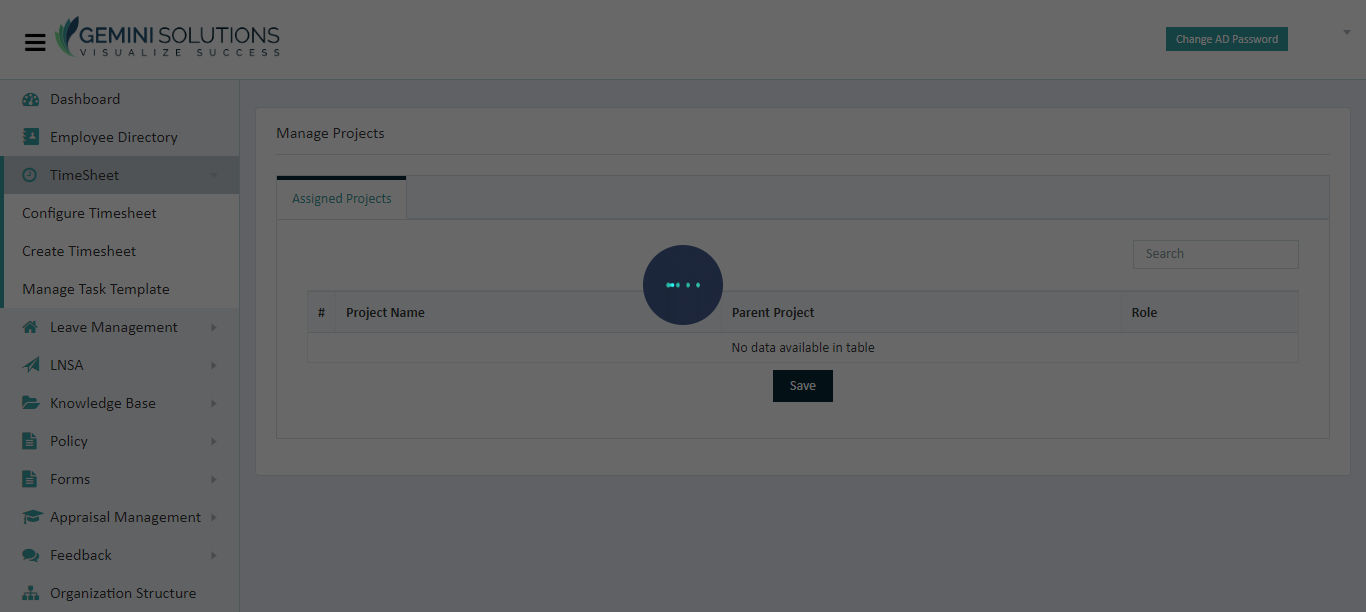 GEMINI SOLUTIONS
VISUALIZE SUCCESS
Change AD Password
Dashboard
Employee Directory
TimeSheet
Configure Timesheet
Create Timesheet
Manage Task Template
Leave Management
LNSA
Knowledge Base
Policy
Forms
Appraisal Management
Feedback
Organization Structure
Manage Projects
Assigned Projects
Search
# Project Name Parent Project Role
No data available in table
Save